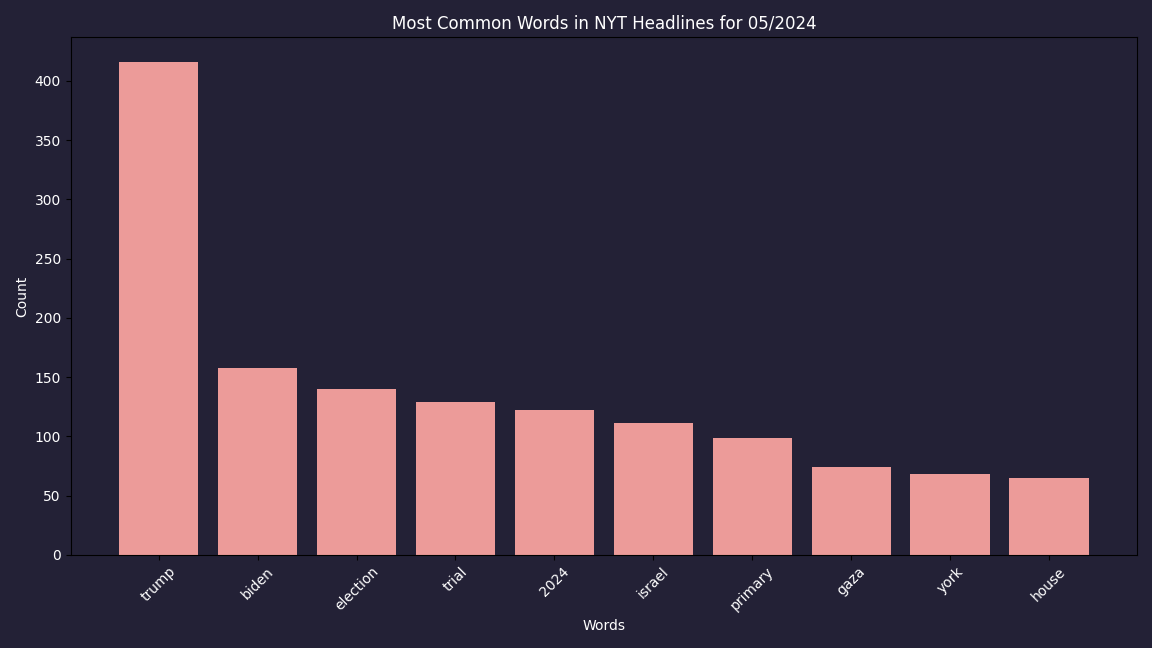 Most Common Words in NYT Headlines for 05/2024
400
350
300
250
200
150
100
50
0
Count
trump
biden
election
trial
2024
israel
primary
gaza
york
house
Words